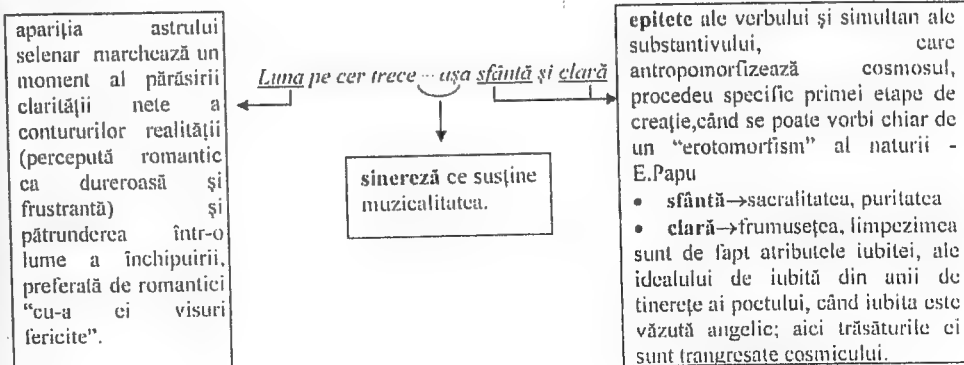 apariția astrului
selenar marchează un
moment al părăsirii
clarității nete a
contururilor realității
(percepută romantic
ca dureroasă și
frustrantă) și
pătrunderea într-o
lume a închipuirii,
preferată de romantici
“cu-a ei visuri
fericite”.
Luna pe cer trece ... așa sfântă și clară
sinereză ce susține
muzicalitatea.
epitete ale verbului și simultan ale
substantivului, care
antropomorfizează cosmosul,
procedeu specific primei etape de
creație,când se poate vorbi chiar de
un “erotomorfism” al naturii -
E.Papu
• sfântă→sacralitatea, puritatea
• clară→frumusețea, limpezimea
sunt de fapt atributele iubitei, ale
idealului de iubită din anii de
tinerețe ai poetului, când iubita este
văzută angelic; aici trăsăturile ei
sunt trangresate cosmicului.